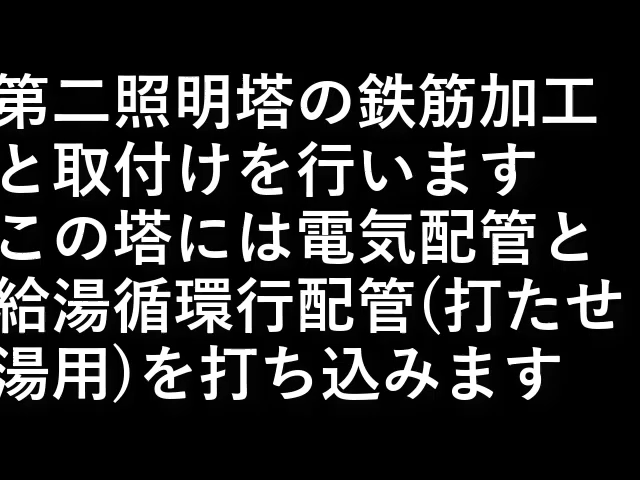 第二照明塔の鉄筋加工
と取付けを行います
この塔には電気配管と
給湯循環行配管(打たせ
湯用)を打ち込みます